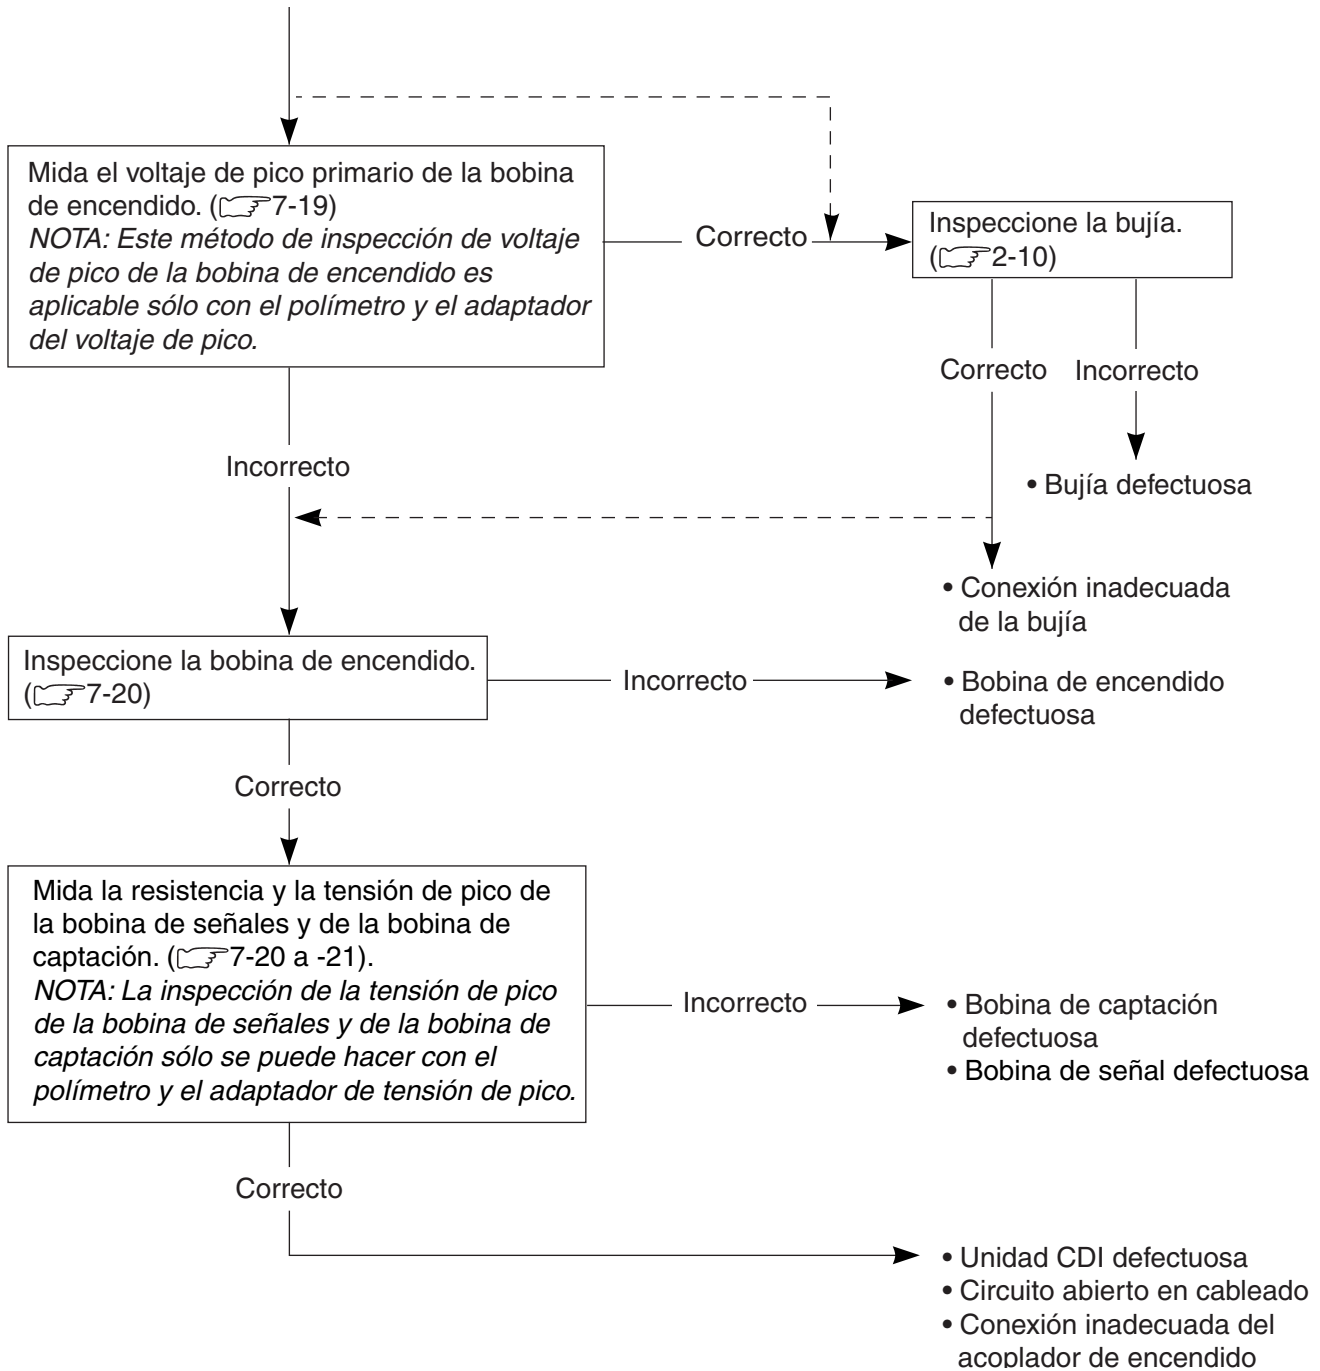 Mida el voltaje de pico primario de la bobina
de encendido. (7-19)
NOTA: Este método de inspección de voltaje
de pico de la bobina de encendido es
aplicable sólo con el polímetro y el adaptador
del voltaje de pico.
Correcto
Inspeccione la bujía.
(2-10)
Correcto
Incorrecto
Incorrecto
• Bujía defectuosa
• Conexión inadecuada
de la bujía
Inspeccione la bobina de encendido.
(7-20)
Incorrecto
• Bobina de encendido
defectuosa
Correcto
Mida la resistencia y la tensión de pico de
la bobina de señales y de la bobina de
captación. (7-20 a -21).
NOTA: La inspección de la tensión de pico
de la bobina de señales y de la bobina de
captación sólo se puede hacer con el
polímetro y el adaptador de tensión de pico.
Incorrecto
• Bobina de captación
defectuosa
• Bobina de señal defectuosa
Correcto
• Unidad CDI defectuosa
• Circuito abierto en cableado
• Conexión inadecuada del
acoplador de encendido